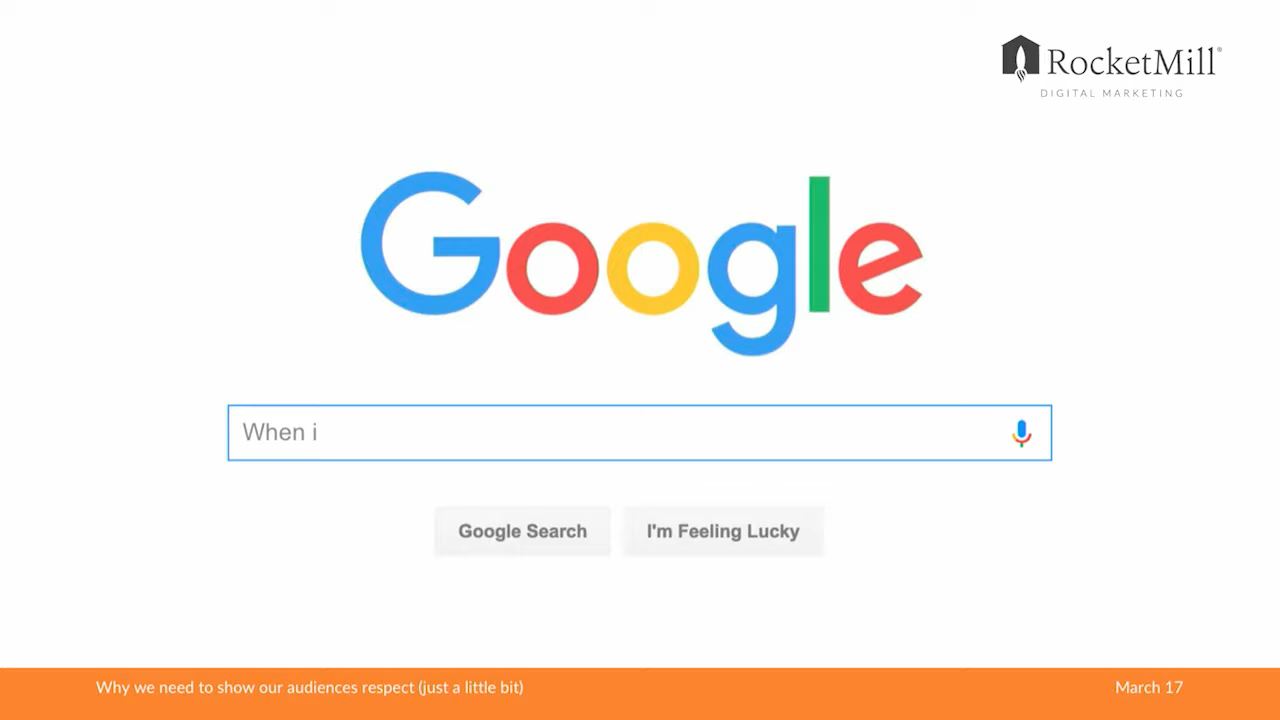 RocketMill®
DIGITAL MARKETING
Google
When i
Google Search
I'm Feeling Lucky
Why we need to show our audiences respect (just a little bit)
March 17